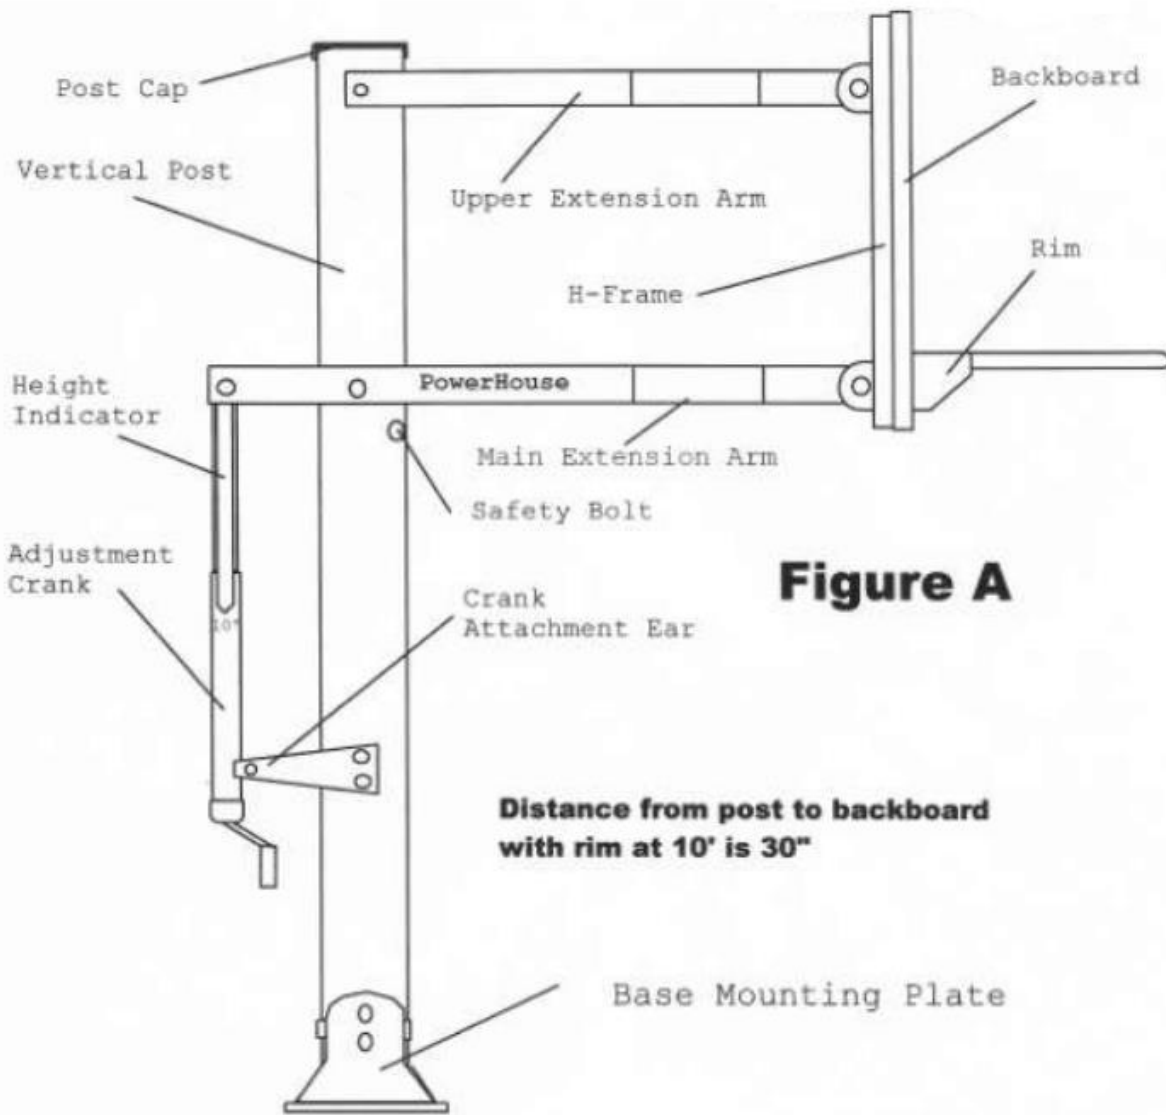 Post Cap
Backboard
Vertical Post
Upper Extension Arm
Rim
H-Frame
Height
Indicator
PowerHouse
Main Extension Arm
Safety Bolt
Adjustment
Crank
Figure A
Crank
Attachment Ear
10"
Distance from post to backboard
with rim at 10' is 30"
Base Mounting Plate